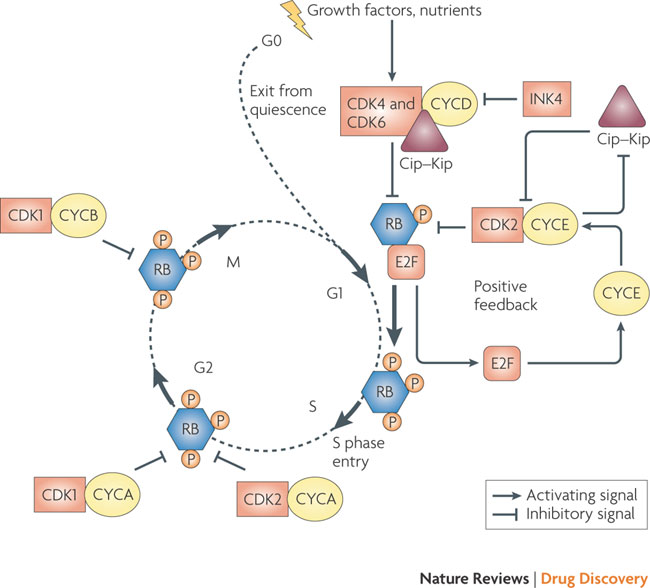 Growth factors, nutrients
G0
Exit from
quiescence
CDK4 and
CDK6
CYCD
INK4
Cip–Kip
Cip–Kip
CDK1
CYCB
P
RB
P
P
M
RB
P
E2F
CDK2
CYCE
G1
Positive
feedback
CYCE
E2F
G2
S
P
RB
P
P
P
RB
P
P
S phase
entry
CDK1
CYCA
CDK2
CYCA
Activating signal
Inhibitory signal
Nature Reviews | Drug Discovery